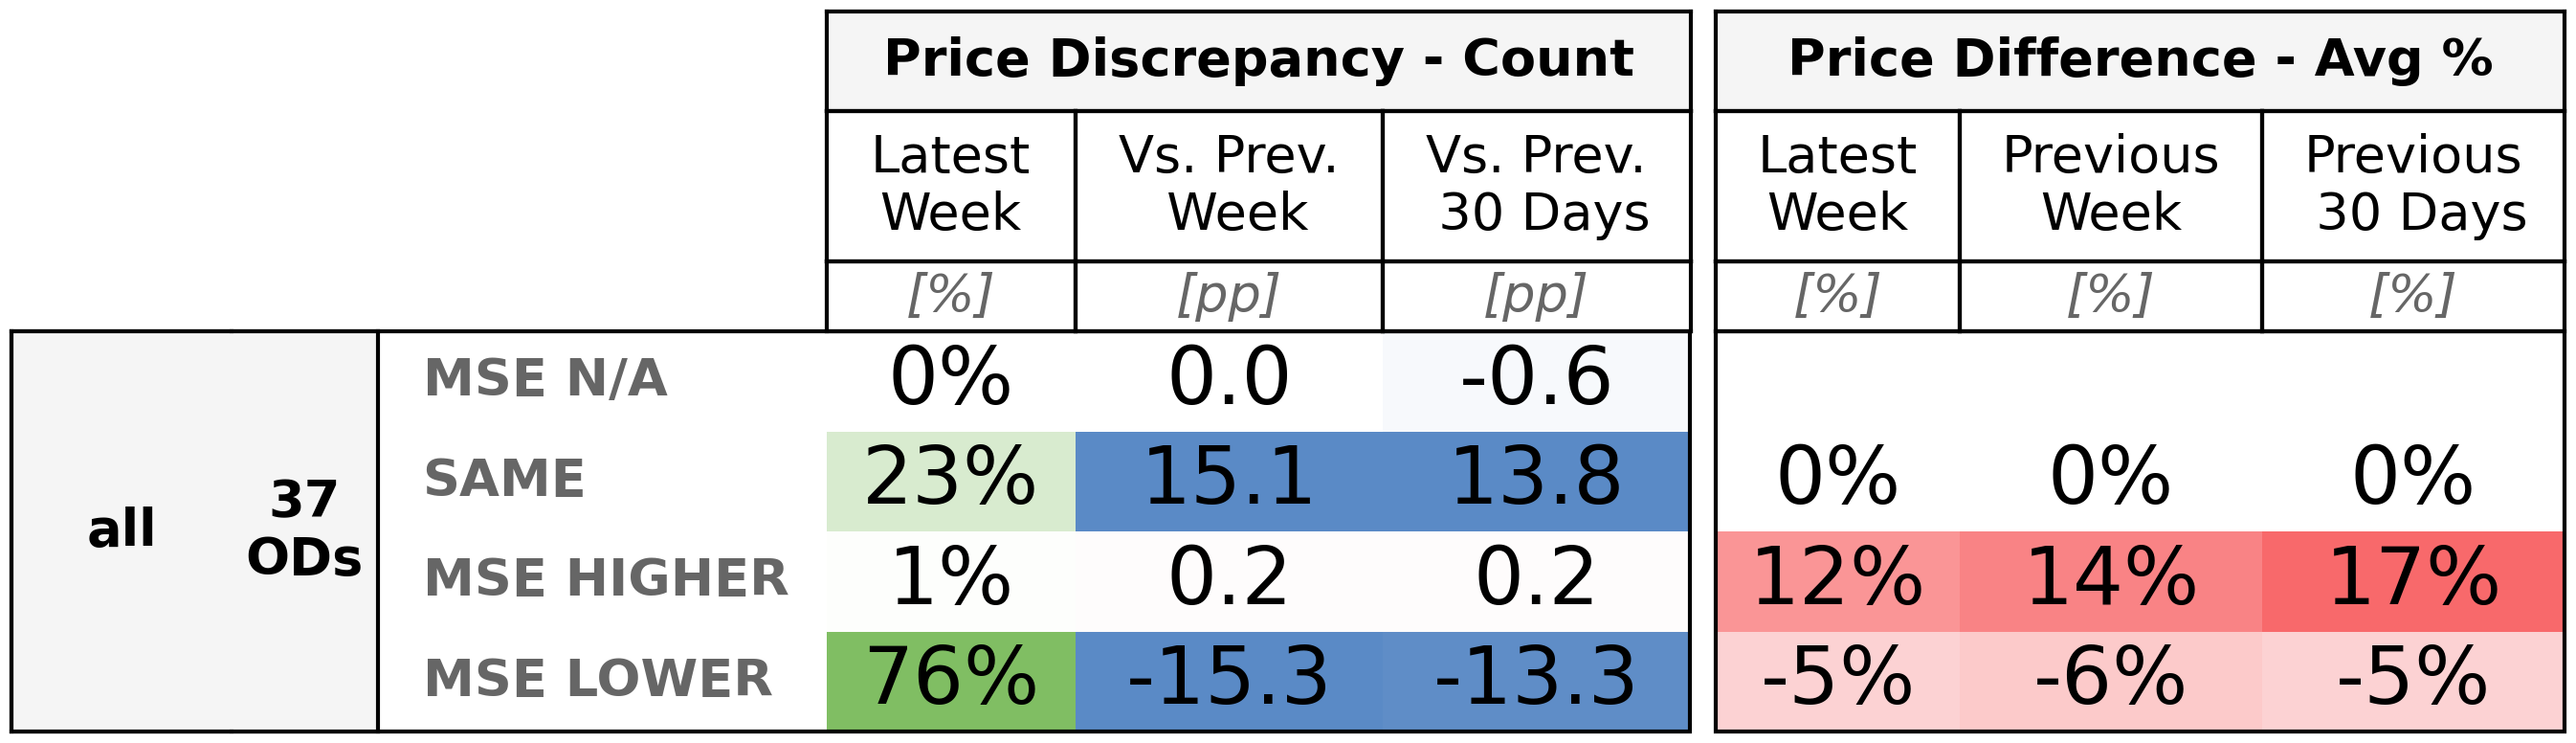 Price Discrepancy - Count Price Difference - Avg %
Latest Week Vs. Prev. Week Vs. Prev. 30 Days Latest Week Previous Week Previous 30 Days
[%] [pp] [pp] [%] [%] [%]
all 37 ODs
MSE N/A 0% 0.0 -0.6
SAME 23% 15.1 13.8 0% 0% 0%
MSE HIGHER 1% 0.2 0.2 12% 14% 17%
MSE LOWER 76% -15.3 -13.3 -5% -6% -5%